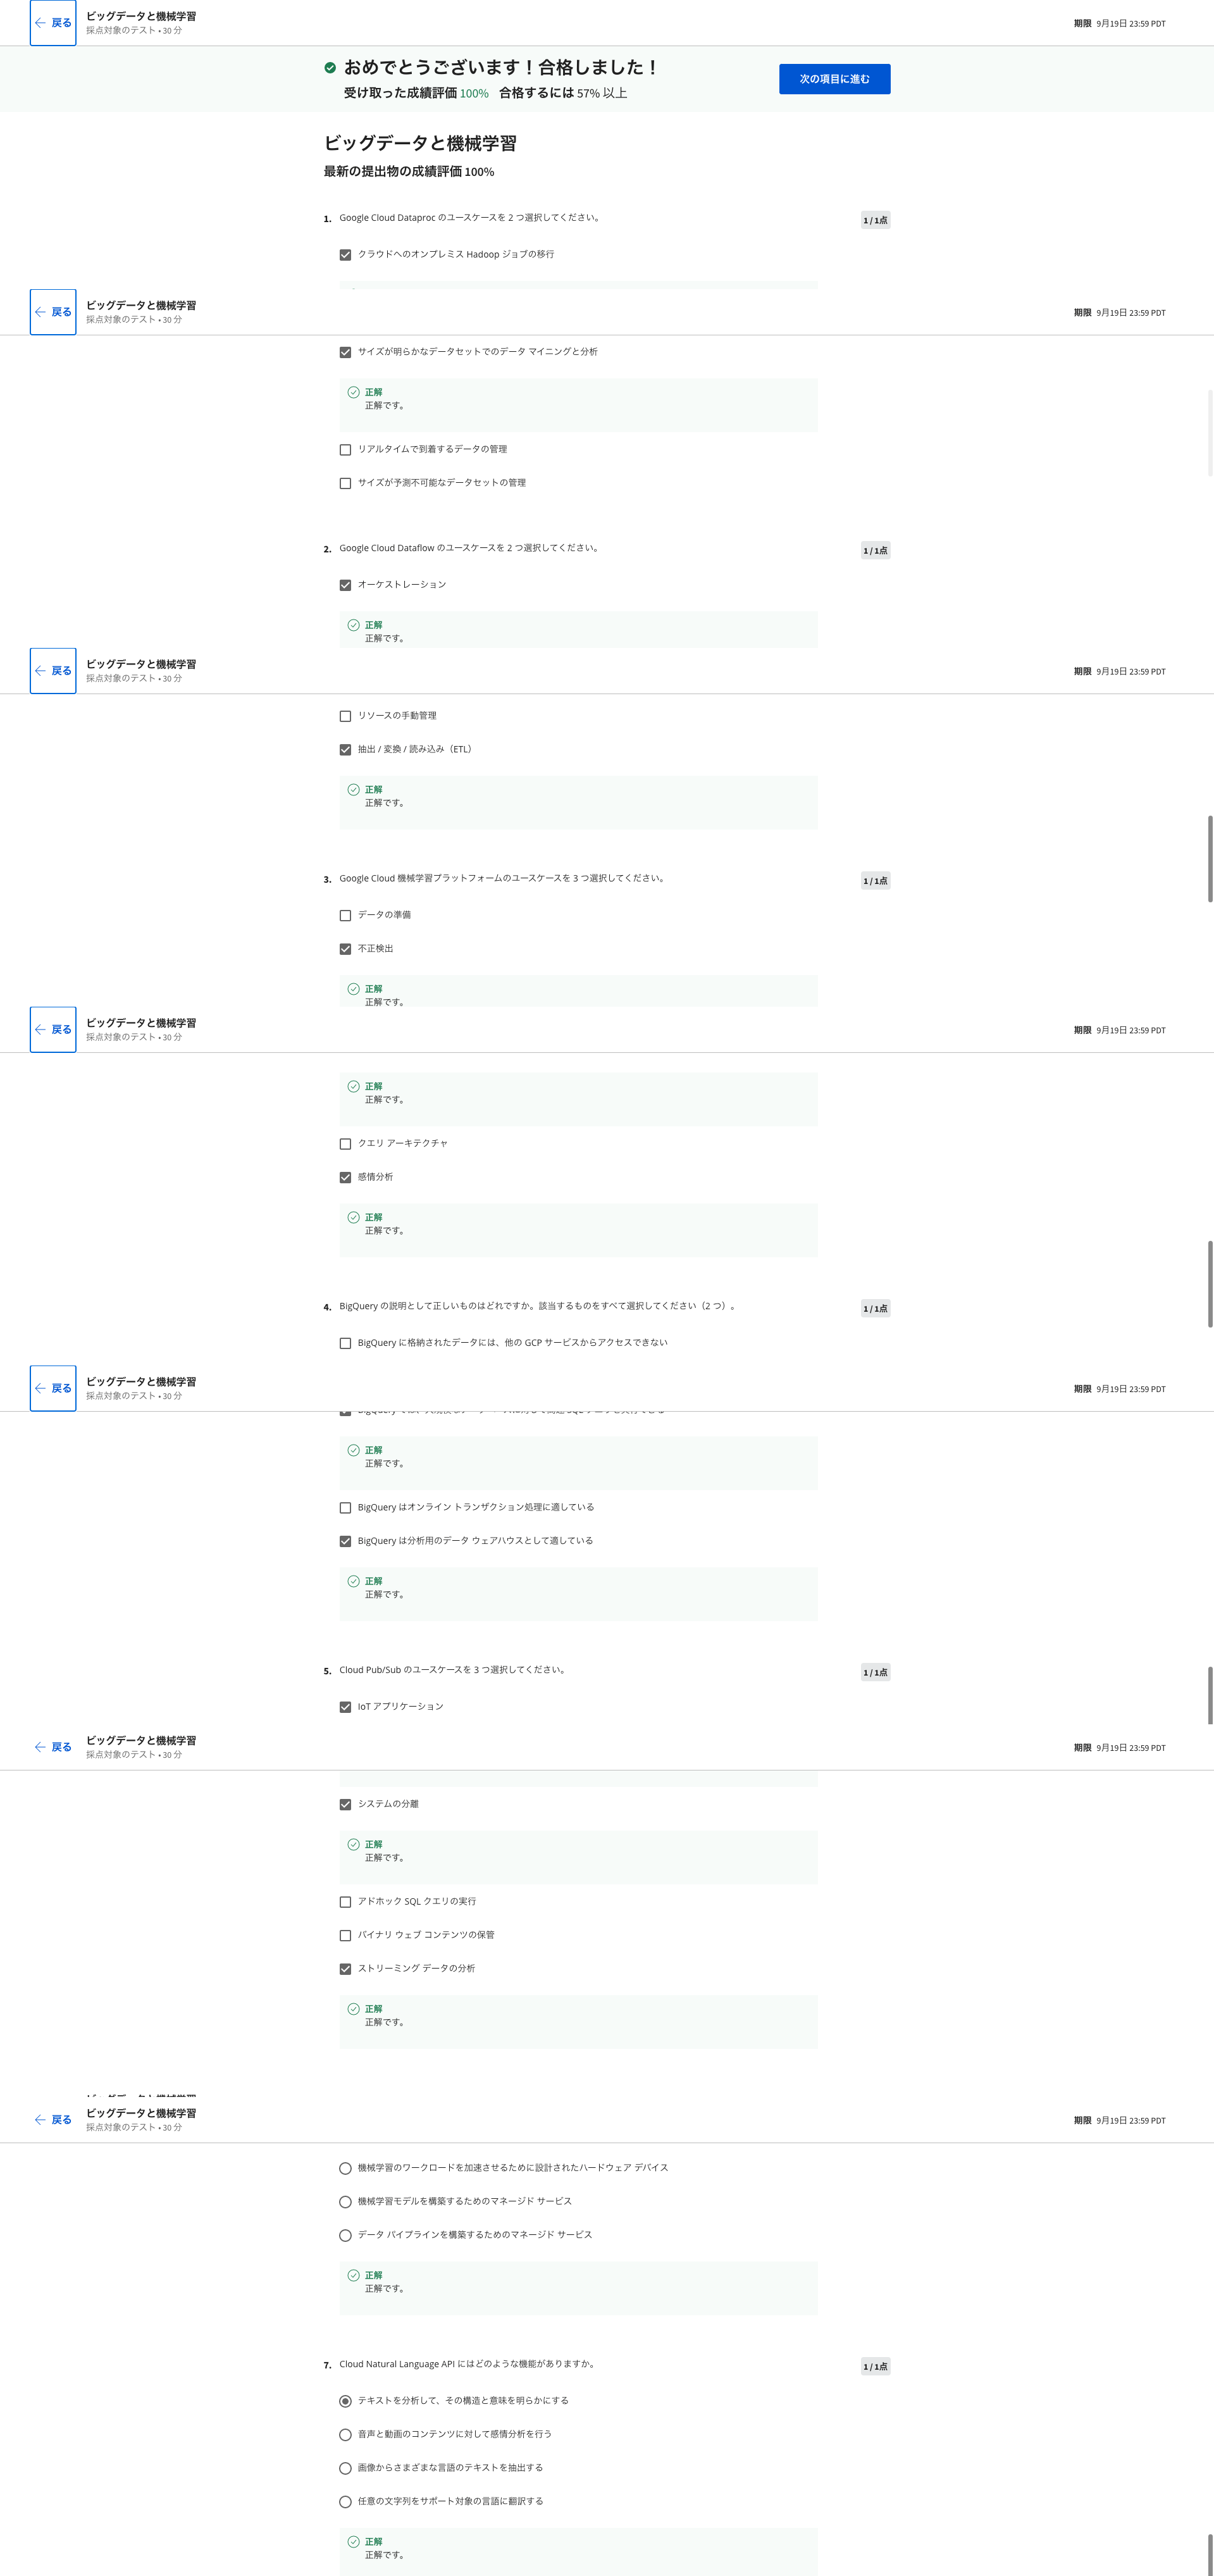 戻る
ビッグデータと機械学習
採点対象のテスト • 30 分
期限 9月19日 23:59 PDT
おめでとうございます！合格しました！
受け取った成績評価 100% 合格するには 57% 以上
次の項目に進む
ビッグデータと機械学習
最新の提出物の成績評価 100%
1. Google Cloud Dataproc のユースケースを 2 つ選択してください。
1 / 1点
クラウドへのオンプレミス Hadoop ジョブの移行
戻る
ビッグデータと機械学習
採点対象のテスト • 30 分
期限 9月19日 23:59 PDT
サイズが明らかなデータセットでのデータ マイニングと分析
正解
正解です。
リアルタイムで到着するデータの管理
サイズが予測不可能なデータセットの管理
2. Google Cloud Dataflow のユースケースを 2 つ選択してください。
1 / 1点
オーケストレーション
正解
正解です。
戻る
ビッグデータと機械学習
採点対象のテスト • 30 分
期限 9月19日 23:59 PDT
リソースの手動管理
抽出 / 変換 / 読み込み（ETL）
正解
正解です。
3. Google Cloud 機械学習プラットフォームのユースケースを 3 つ選択してください。
1 / 1点
データの準備
不正検出
正解
正解です。
戻る
ビッグデータと機械学習
採点対象のテスト • 30 分
期限 9月19日 23:59 PDT
正解
正解です。
クエリ アーキテクチャ
感情分析
正解
正解です。
4. BigQuery の説明として正しいものはどれですか。該当するものをすべて選択してください（2 つ）。
1 / 1点
BigQuery に格納されたデータには、他の GCP サービスからアクセスできない
戻る
ビッグデータと機械学習
採点対象のテスト • 30 分
期限 9月19日 23:59 PDT
正解
正解です。
BigQuery はオンライン トランザクション処理に適している
BigQuery は分析用のデータ ウェアハウスとして適している
正解
正解です。
5. Cloud Pub/Sub のユースケースを 3 つ選択してください。
1 / 1点
IoT アプリケーション
戻る
ビッグデータと機械学習
採点対象のテスト • 30 分
期限 9月19日 23:59 PDT
システムの分離
正解
正解です。
アドホック SQL クエリの実行
バイナリ ウェブ コンテンツの保管
ストリーミング データの分析
正解
正解です。
戻る
ビッグデータと機械学習
採点対象のテスト • 30 分
期限 9月19日 23:59 PDT
機械学習のワークロードを加速させるために設計されたハードウェア デバイス
機械学習モデルを構築するためのマネージド サービス
データ パイプラインを構築するためのマネージド サービス
正解
正解です。
7. Cloud Natural Language API にはどのような機能がありますか。
1 / 1点
テキストを分析して、その構造と意味を明らかにする
音声と動画のコンテンツに対して感情分析を行う
画像からさまざまな言語のテキストを抽出する
任意の文字列をサポート対象の言語に翻訳する
正解
正解です。